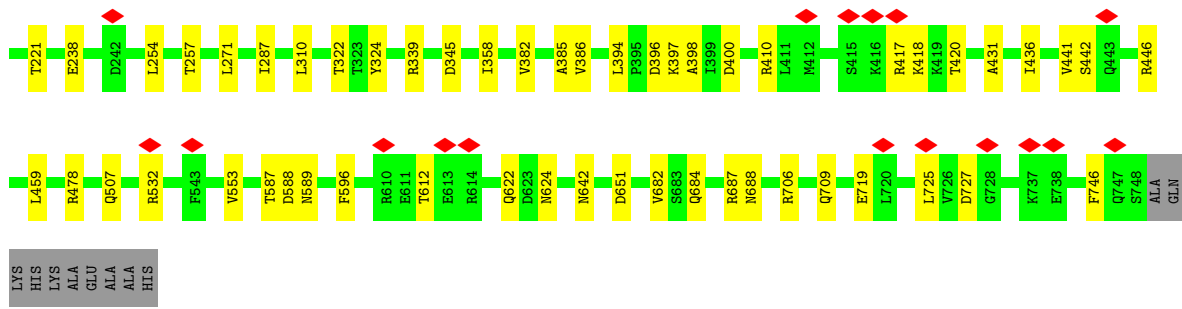 T221 E238 D242 L254 T257 L271 I287 L310 T322 T323 Y324 R339 D345 I358 V382 A385 V386 L394 P395 D396 K397 A398 I399 D400 R410 L411 M412 S415 K416 R417 K418 K419 T420 A431 I436 V441 S442 Q443 R446
L459 R478 Q507 R532 F543 V553 T587 D588 N589 F596 R610 E611 T612 E613 R614 Q622 D623 N624 N642 D651 V682 S683 Q684 R687 N688 R706 Q709 E719 L720 L725 V726 D727 G728 K737 E738 F746 Q747 S748 ALA GLN
LYS HIS LYS ALA GLU ALA ALA HIS